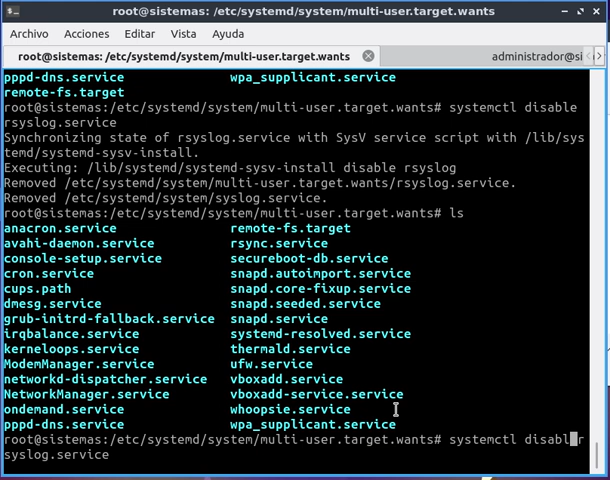 root@sistemas: /etc/systemd/system/multi-user.target.wants
Archivo Acciones Editar Vista Ayuda
root@sistemas: /etc/systemd/system/multi-user.target.wants administrador@si
pppd-dns.service wpa_supplicant.service
remote-fs.target
root@sistemas:/etc/systemd/system/multi-user.target.wants# systemctl disable
rsyslog.service
Synchronizing state of rsyslog.service with SysV service script with /lib/sys
temd/systemd-sysv-install.
Executing: /lib/systemd/systemd-sysv-install disable rsyslog
Removed /etc/systemd/system/multi-user.target.wants/rsyslog.service.
Removed /etc/systemd/system/syslog.service.
root@sistemas:/etc/systemd/system/multi-user.target.wants# ls
anacron.service remote-fs.target
avahi-daemon.service rsync.service
console-setup.service secureboot-db.service
cron.service snapd.autoimport.service
cups.path snapd.core-fixup.service
dmesg.service snapd.seeded.service
grub-initrd-fallback.service snapd.service
irqbalance.service systemd-resolved.service
kerneloops.service thermald.service
ModemManager.service ufw.service
networkd-dispatcher.service vboxadd.service
NetworkManager.service vboxadd-service.service
ondemand.service whoopsie.service
pppd-dns.service wpa_supplicant.service
root@sistemas:/etc/systemd/system/multi-user.target.wants# systemctl disabl r
syslog.service